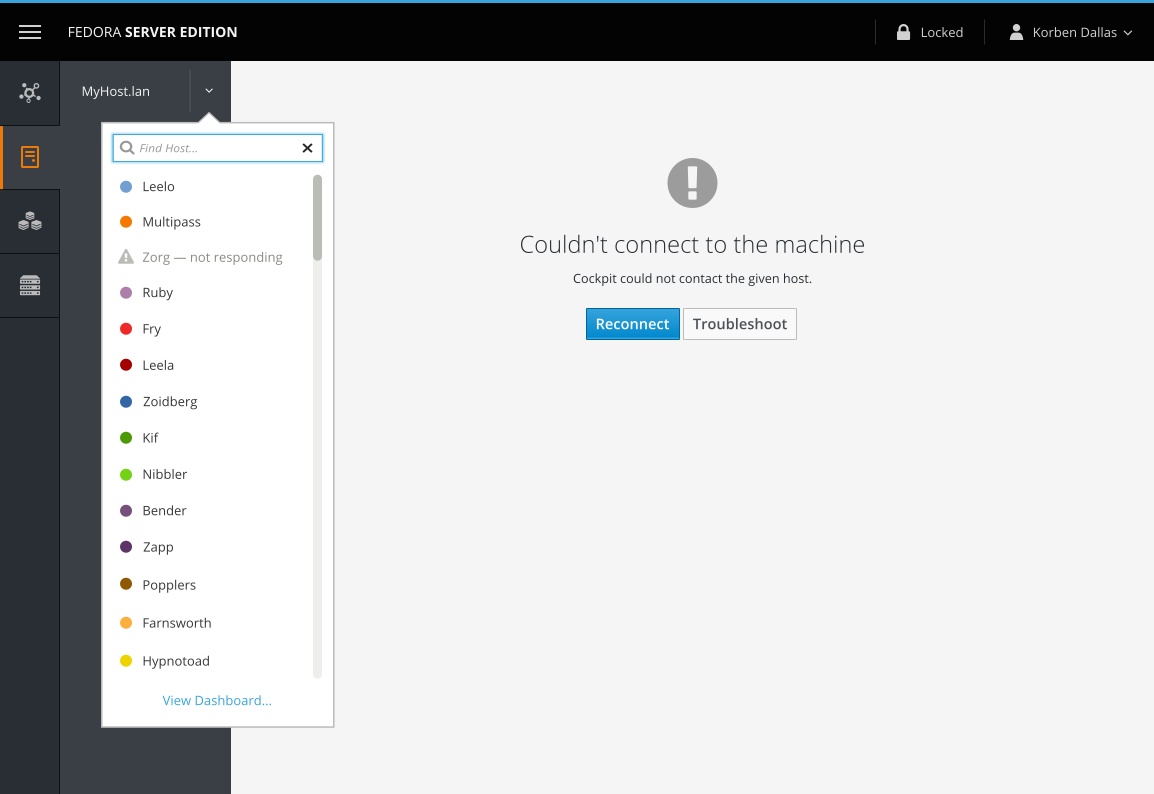 FEDORA SERVER EDITION
Locked
Korben Dallas
MyHost.lan
Find Host...
Leelo
Multipass
Zorg — not responding
Ruby
Fry
Leela
Zoidberg
Kif
Nibbler
Bender
Zapp
Popplers
Farnsworth
Hypnotoad
View Dashboard...
Couldn't connect to the machine
Cockpit could not contact the given host.
Reconnect
Troubleshoot